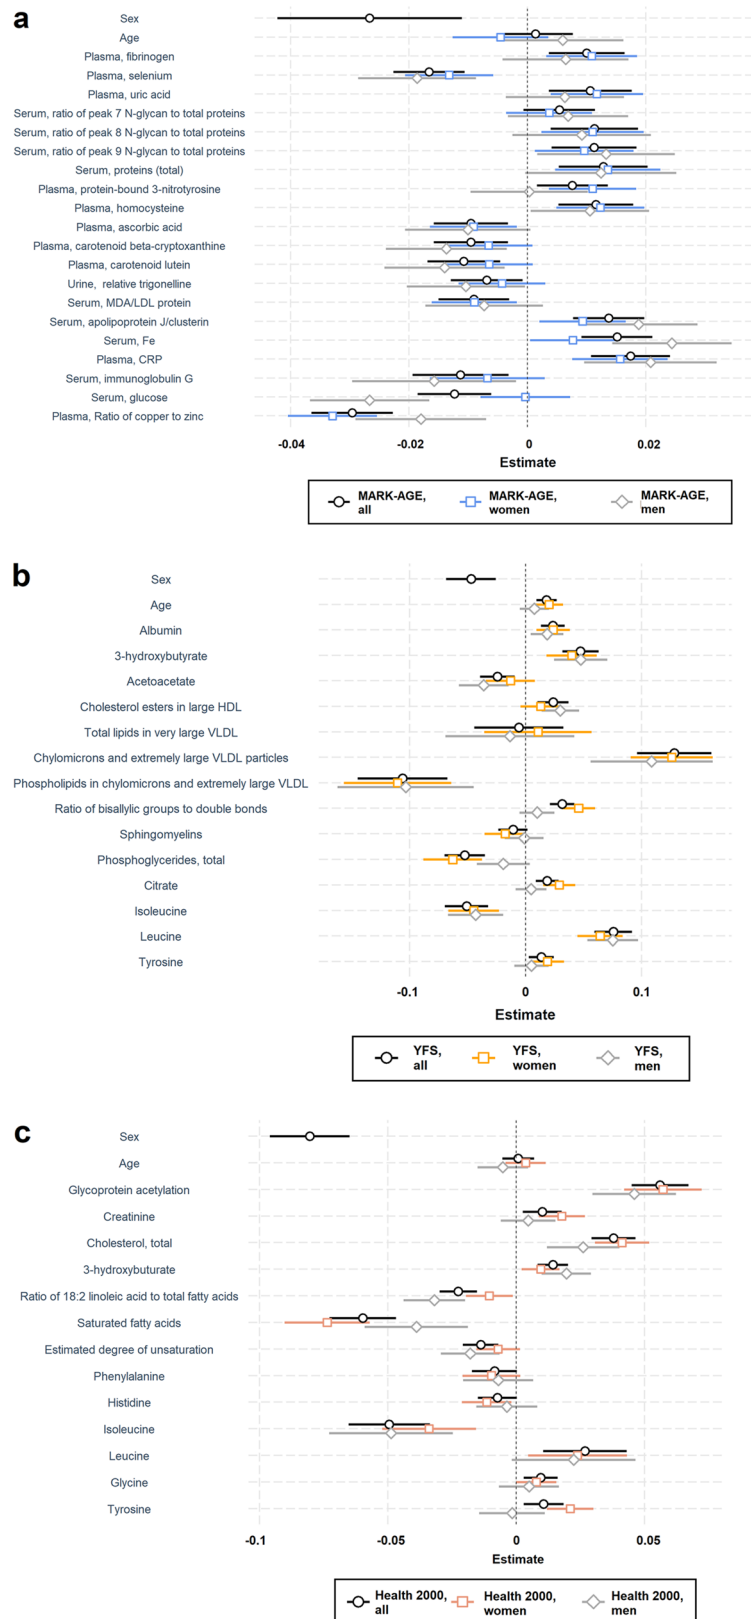 a
Sex
Age
Plasma, fibrinogen
Plasma, selenium
Plasma, uric acid
Serum, ratio of peak 7 N-glycan to total proteins
Serum, ratio of peak 8 N-glycan to total proteins
Serum, ratio of peak 9 N-glycan to total proteins
Serum, proteins (total)
Plasma, protein-bound 3-nitrotyrosine
Plasma, homocysteine
Plasma, ascorbic acid
Plasma, carotenoid beta-cryptoxanthine
Plasma, carotenoid lutein
Urine, relative trigonelline
Serum, MDA/LDL protein
Serum, apolipoprotein J/clusterin
Serum, Fe
Plasma, CRP
Serum, immunoglobulin G
Serum, glucose
Plasma, Ratio of copper to zinc
-0.04 -0.02 0 0.02
Estimate
MARK-AGE, all
MARK-AGE, women
MARK-AGE, men
b
Sex
Age
Albumin
3-hydroxybutyrate
Acetoacetate
Cholesterol esters in large HDL
Total lipids in very large VLDL
Chylomicrons and extremely large VLDL particles
Phospholipids in chylomicrons and extremely large VLDL
Ratio of bisallylic groups to double bonds
Sphingomyelins
Phosphoglycerides, total
Citrate
Isoleucine
Leucine
Tyrosine
-0.1 0 0.1
Estimate
YFS, all
YFS, women
YFS, men
c
Sex
Age
Glycoprotein acetylation
Creatinine
Cholesterol, total
3-hydroxybuturate
Ratio of 18:2 linoleic acid to total fatty acids
Saturated fatty acids
Estimated degree of unsaturation
Phenylalanine
Histidine
Isoleucine
Leucine
Glycine
Tyrosine
-0.1 -0.05 0 0.05
Estimate
Health 2000, all
Health 2000, women
Health 2000, men